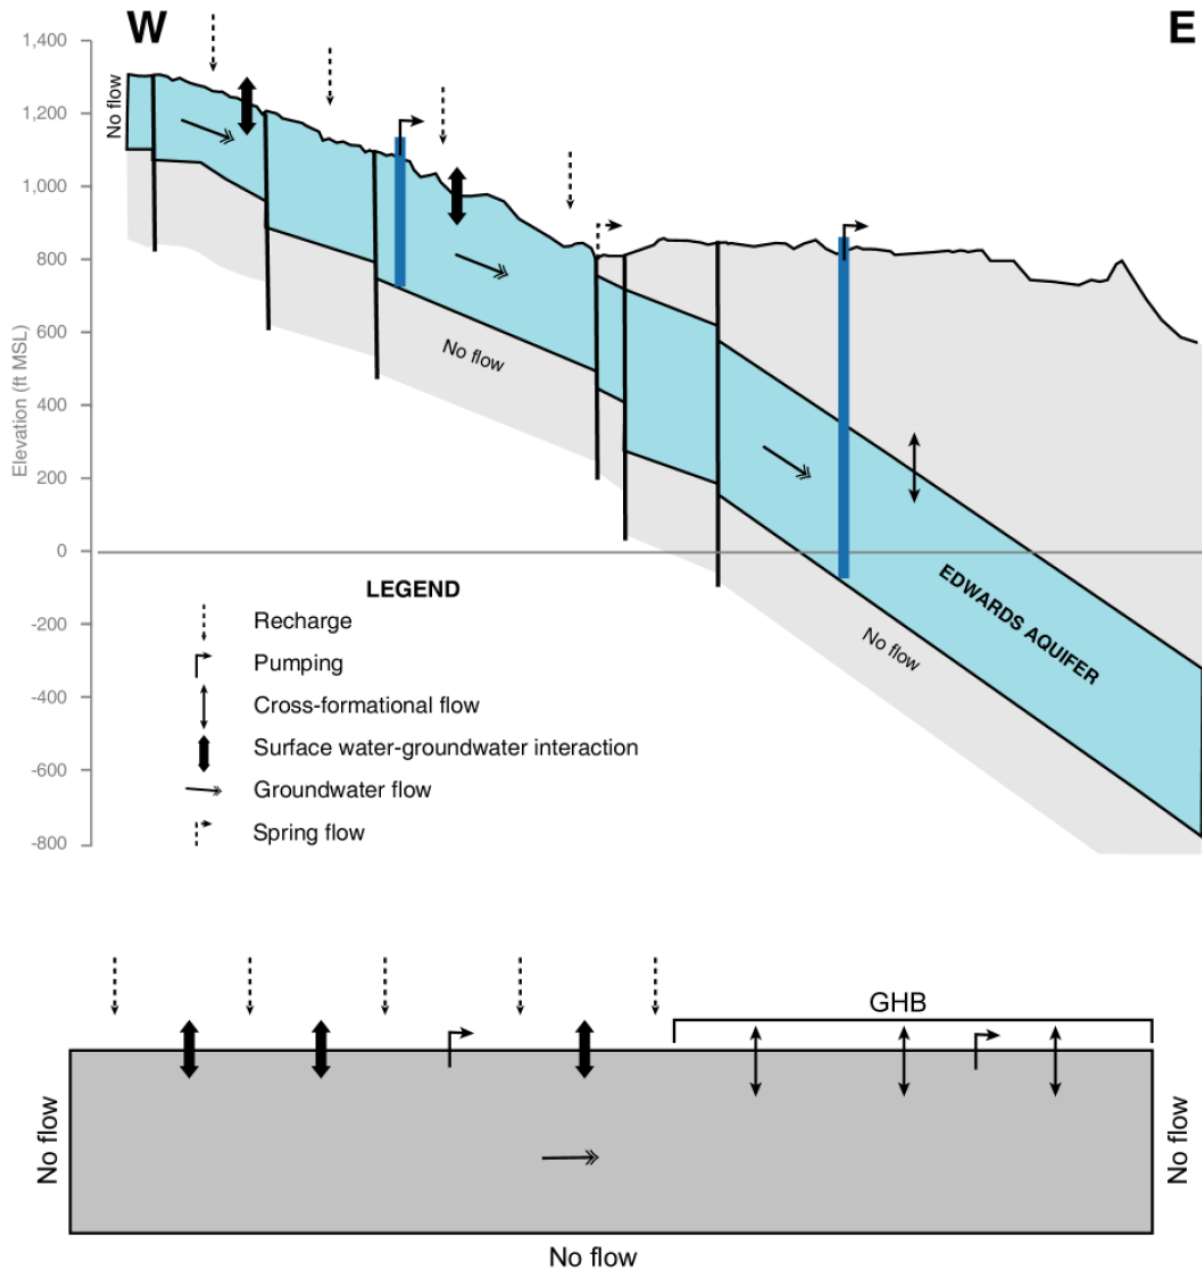 W
E
1,400
1,200
1,000
800
600
400
200
0
-200
-400
-600
-800
Elevation (ft MSL)
No flow
No flow
No flow
EDWARDS AQUIFER
LEGEND
Recharge
Pumping
Cross-formational flow
Surface water-groundwater interaction
Groundwater flow
Spring flow
GHB
No flow
No flow
No flow